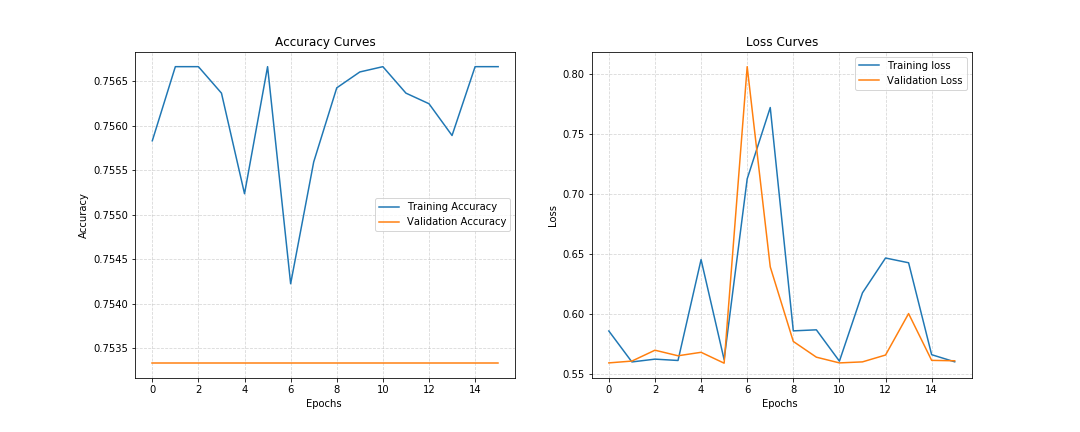 Accuracy Curves
0.7565
0.7560
0.7555
0.7550
0.7545
0.7540
0.7535
Accuracy
0 2 4 6 8 10 12 14
Epochs
Training Accuracy
Validation Accuracy
Loss Curves
0.80
0.75
0.70
0.65
0.60
0.55
Loss
0 2 4 6 8 10 12 14
Epochs
Training loss
Validation Loss